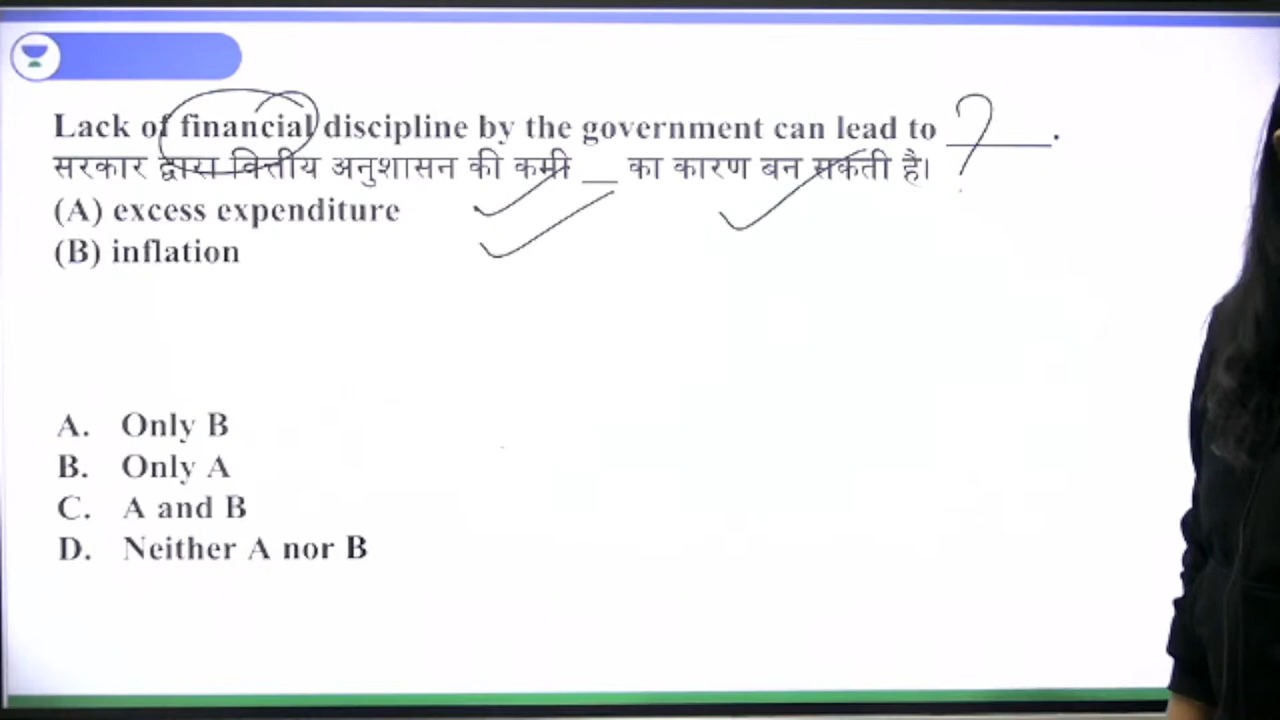 Lack of financial discipline by the government can lead to ______.
सरकार द्वारा वित्तीय अनुशासन की कमी __ का कारण बन सकती है।
(A) excess expenditure
(B) inflation
A. Only B
B. Only A
C. A and B
D. Neither A nor B